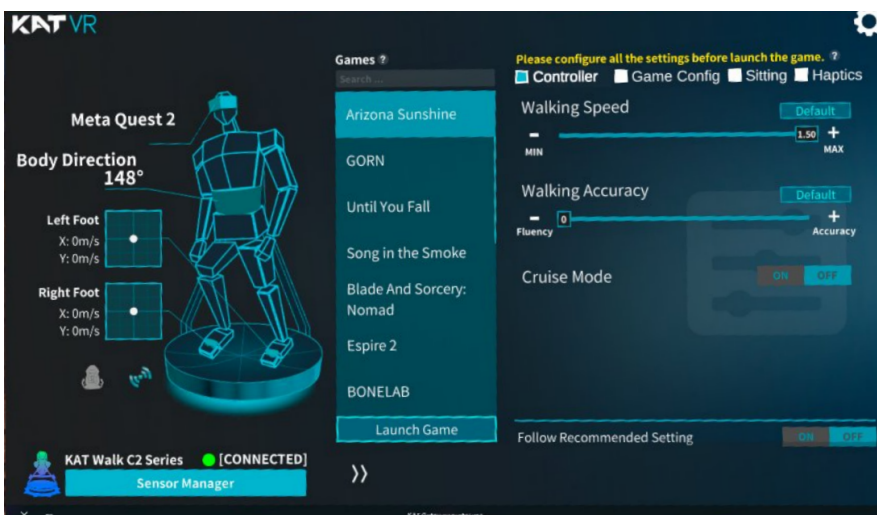 KAT VR
Games ?
Search ...
Arizona Sunshine
GORN
Until You Fall
Song in the Smoke
Blade And Sorcery:
Nomad
Espire 2
BONELAB
Launch Game
Meta Quest 2
Body Direction
148°
Left Foot
X: 0m/s
Y: 0m/s
Right Foot
X: 0m/s
Y: 0m/s
KAT Walk C2 Series [CONNECTED]
Sensor Manager
Please configure all the settings before launch the game. ?
Controller Game Config Sitting Haptics
Walking Speed Default
- 1.50 +
MIN MAX
Walking Accuracy Default
- 0 +
Fluency Accuracy
Cruise Mode ON OFF
Follow Recommended Setting ON OFF